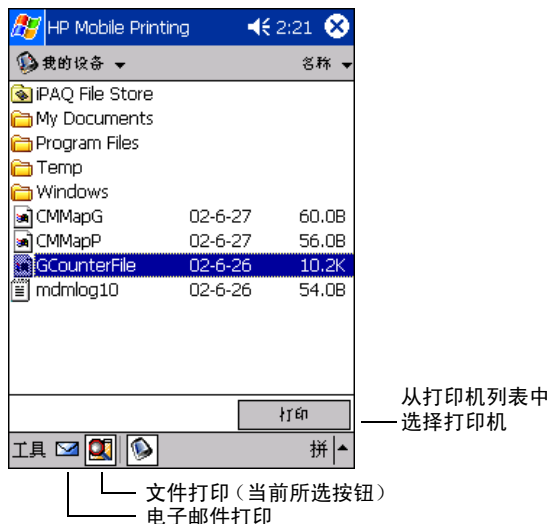 HP Mobile Printing 2:21
我的设备 名称
iPAQ File Store
My Documents
Program Files
Temp
Windows
CMMapG 02-6-27 60.0B
CMMapP 02-6-27 56.0B
GCounterFile 02-6-26 10.2K
mdmlog10 02-6-26 54.0B
打印
从打印机列表中
选择打印机
工具 拼
文件打印（当前所选按钮）
电子邮件打印